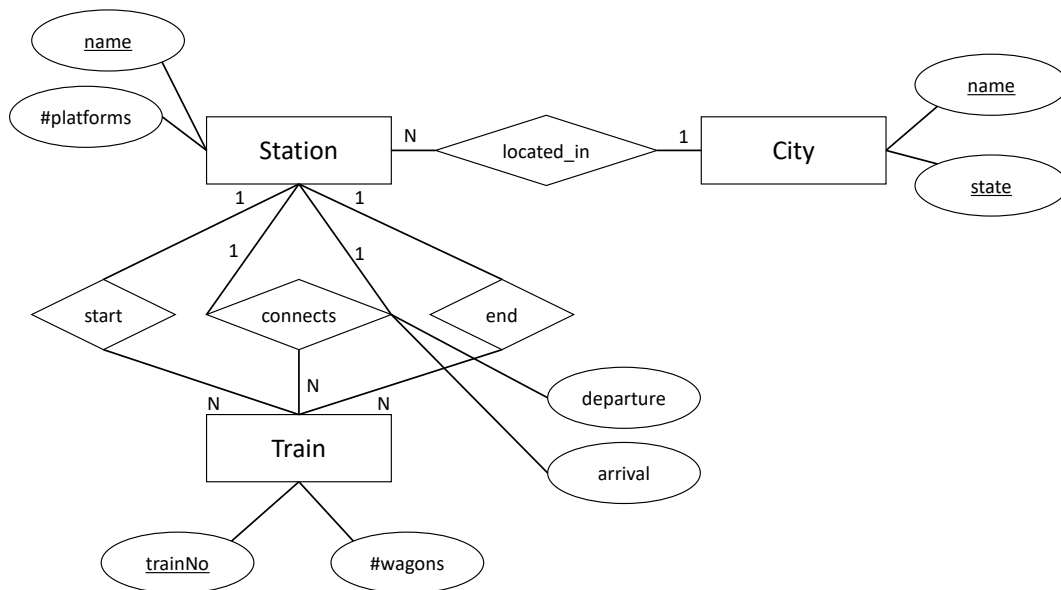 name
#platforms
Station
N
located_in
1
City
name
state
1
1
1
1
start
connects
end
N
N
N
departure
arrival
Train
trainNo
#wagons